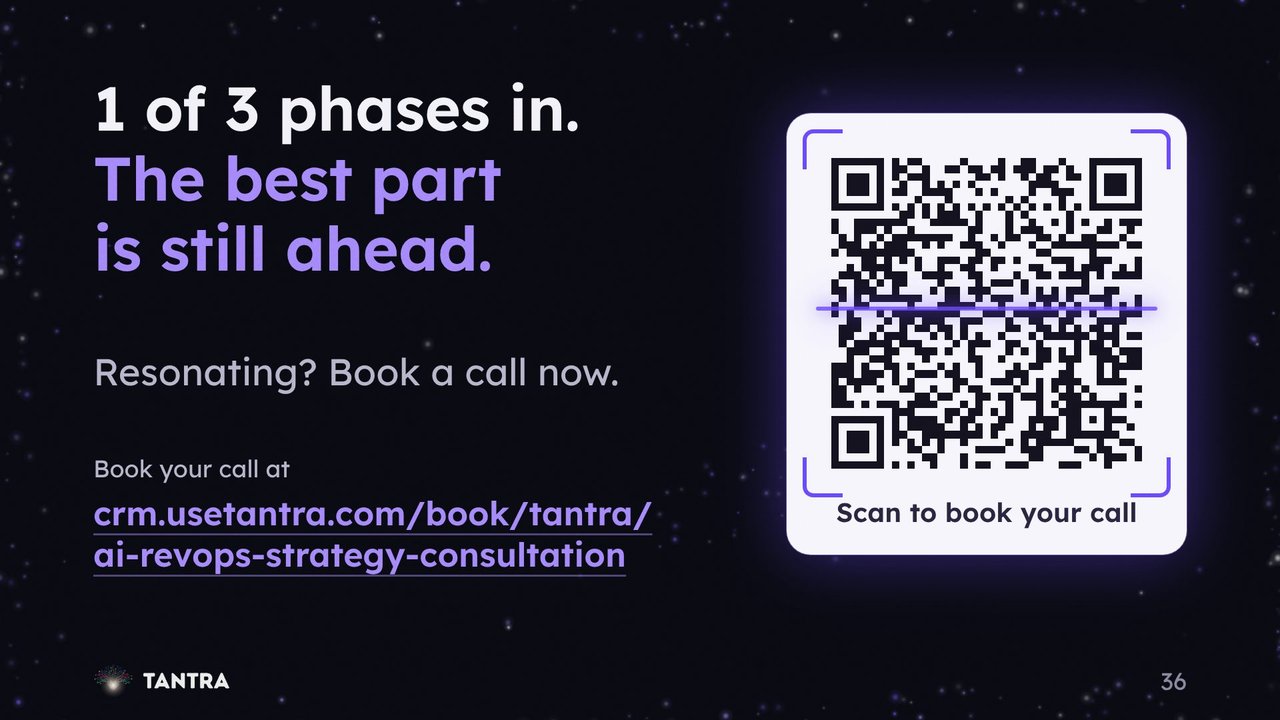 1 of 3 phases in.
The best part
is still ahead.
Resonating? Book a call now.
Book your call at
crm.usetantra.com/book/tantra/
ai-revops-strategy-consultation
Scan to book your call
TANTRA
36